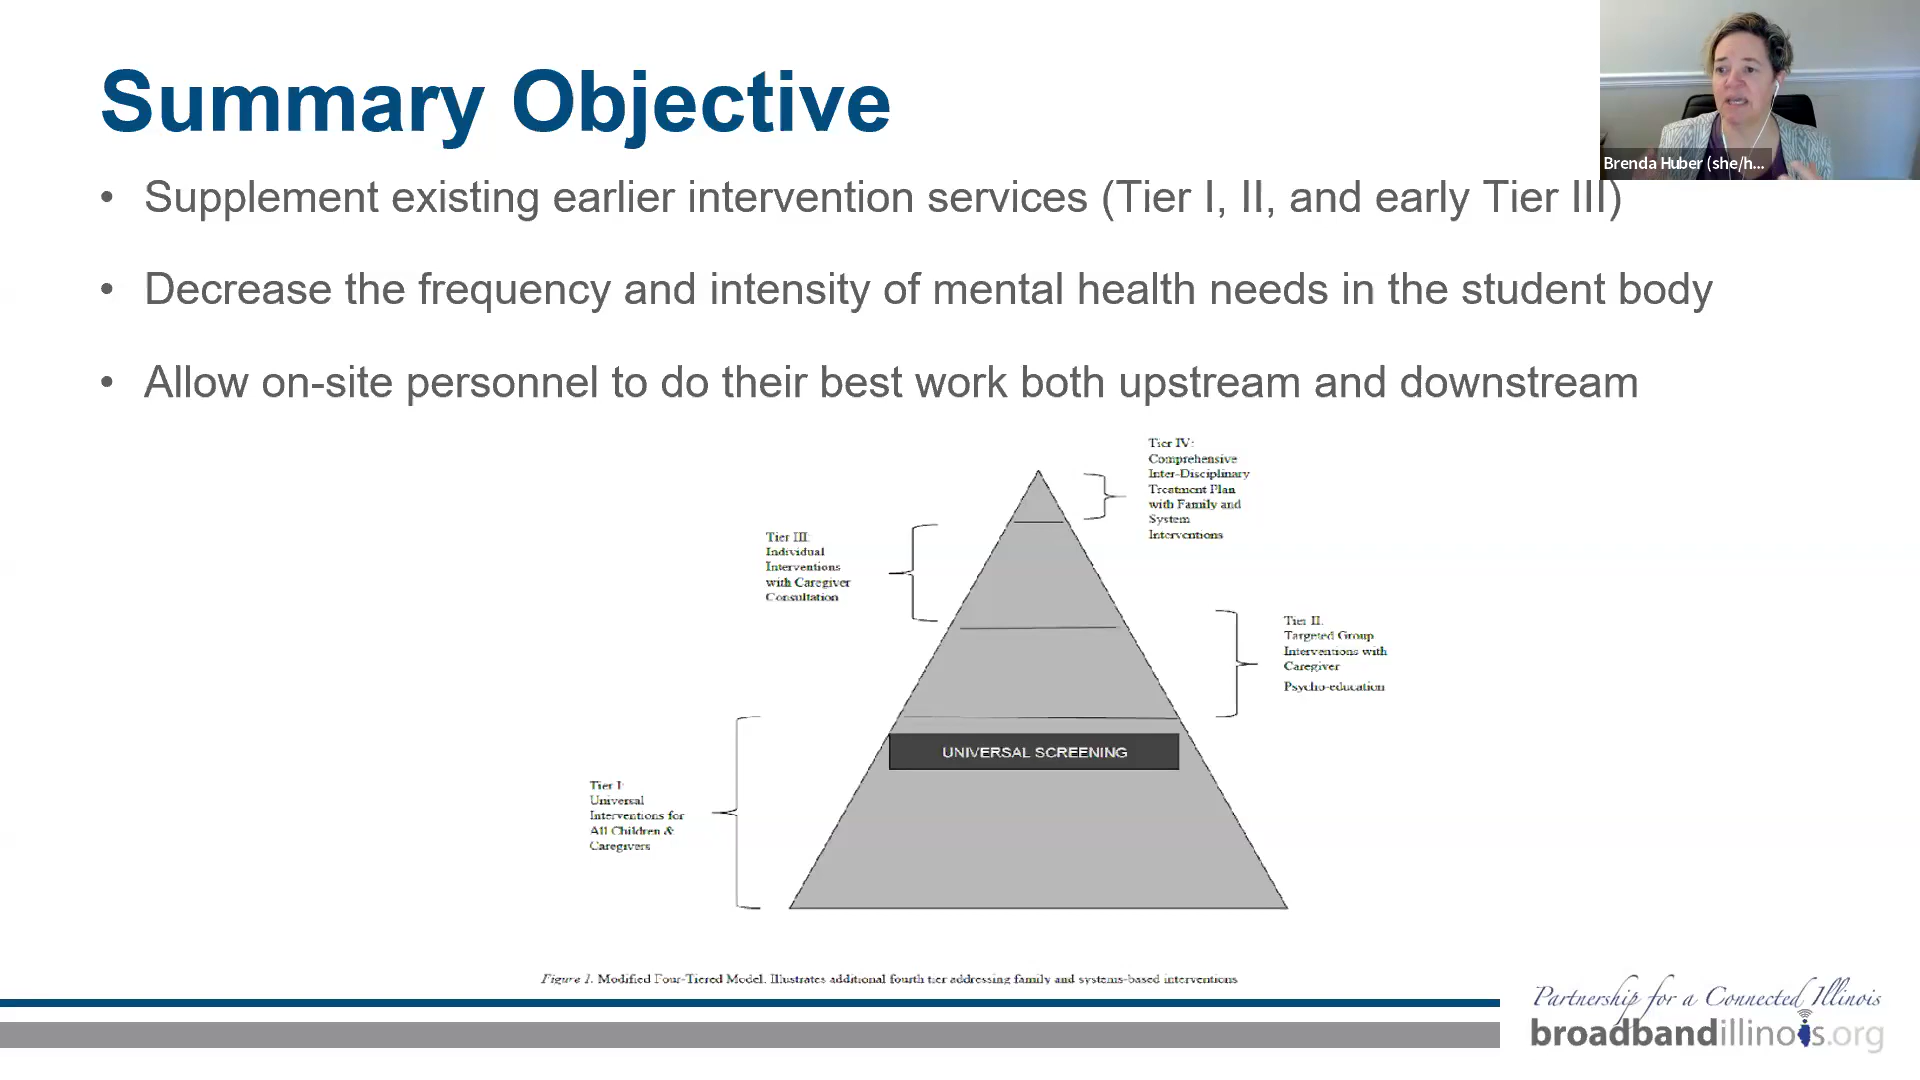 Summary Objective
Brenda Huber (she/h...
• Supplement existing earlier intervention services (Tier I, II, and early Tier III)
• Decrease the frequency and intensity of mental health needs in the student body
• Allow on-site personnel to do their best work both upstream and downstream
Tier IV:
Comprehensive
Inter-Disciplinary
Treatment Plan
with Family and
System
Interventions
Tier III:
Individual
Interventions
with Caregiver
Consultation
Tier II:
Targeted Group
Interventions with
Caregiver
Psycho-education
UNIVERSAL SCREENING
Tier I:
Universal
Interventions for
All Children &
Caregivers
Figure 1. Modified Four-Tiered Model. Illustrates additional fourth tier addressing family and systems-based interventions
Partnership for a Connected Illinois
broadbandillinois.org